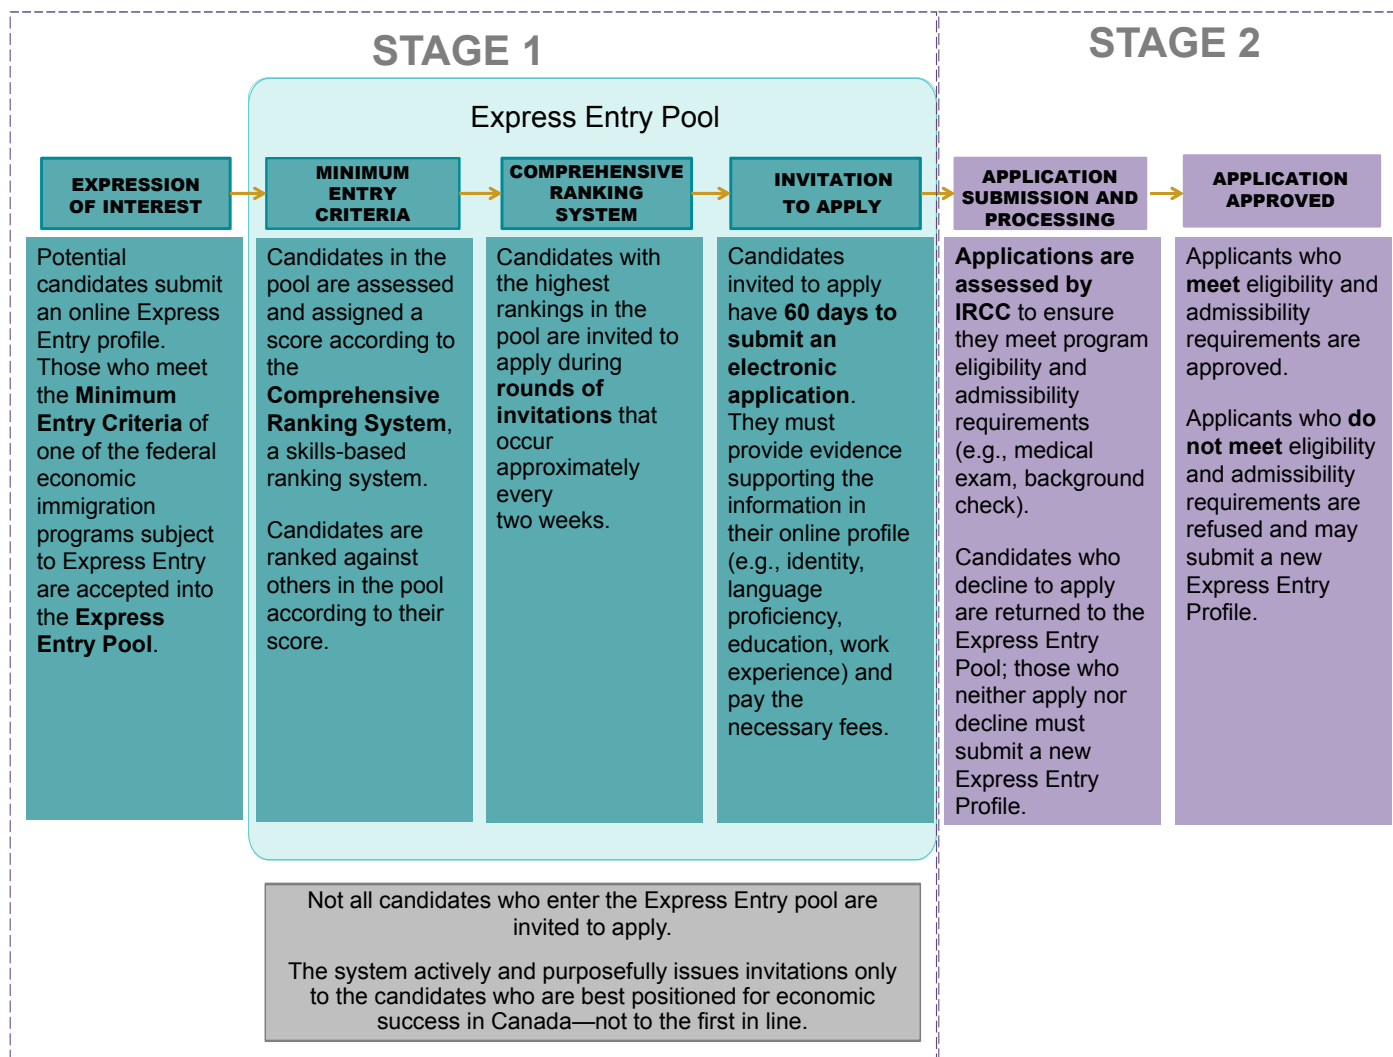 STAGE 1
STAGE 2
Express Entry Pool
EXPRESSION
OF INTEREST
Potential
candidates submit
an online Express
Entry profile.
Those who meet
the Minimum
Entry Criteria of
one of the federal
economic
immigration
programs subject
to Express Entry
are accepted into
the Express
Entry Pool.
MINIMUM
ENTRY
CRITERIA
Candidates in the
pool are assessed
and assigned a
score according to
the
Comprehensive
Ranking System,
a skills-based
ranking system.
Candidates are
ranked against
others in the pool
according to their
score.
COMPREHENSIVE
RANKING
SYSTEM
Candidates with
the highest
rankings in the
pool are invited to
apply during
rounds of
invitations that
occur
approximately
every
two weeks.
INVITATION
TO APPLY
Candidates
invited to apply
have 60 days to
submit an
electronic
application.
They must
provide evidence
supporting the
information in
their online profile
(e.g., identity,
language
proficiency,
education, work
experience) and
pay the
necessary fees.
APPLICATION
SUBMISSION AND
PROCESSING
Applications are
assessed by
IRCC to ensure
they meet program
eligibility and
admissibility
requirements
(e.g., medical
exam, background
check).
Candidates who
decline to apply
are returned to the
Express Entry
Pool; those who
neither apply nor
decline must
submit a new
Express Entry
Profile.
APPLICATION
APPROVED
Applicants who
meet eligibility and
admissibility
requirements are
approved.
Applicants who do
not meet eligibility
and admissibility
requirements are
refused and may
submit a new
Express Entry
Profile.
Not all candidates who enter the Express Entry pool are
invited to apply.
The system actively and purposefully issues invitations only
to the candidates who are best positioned for economic
success in Canada—not to the first in line.